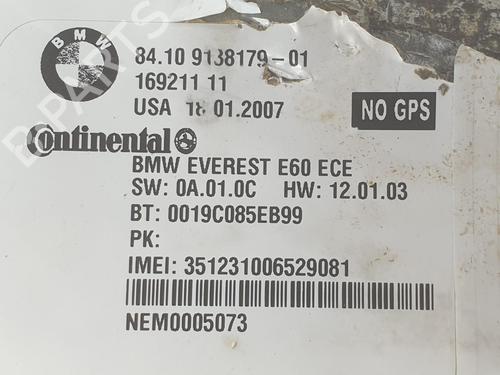 BMW
84.10 9138179-01
169211 11
USA 18 01.2007
NO GPS
Continental
BMW EVEREST E60 ECE
SW: 0A.01.0C HW: 12.01.03
BT: 0019C085EB99
PK:
IMEI: 351231006529081
NEM0005073